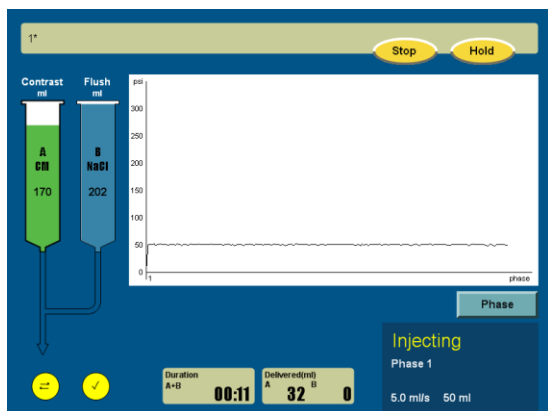 1*
Stop
Hold
Contrast
ml
Flush
ml
A
CM
170
B
NaCl
202
psi
300
250
200
150
100
50
0
1
phase
Phase
Injecting
Phase 1
5.0 ml/s 50 ml
Duration
A+B
00:11
Delivered(ml)
A 32 B 0